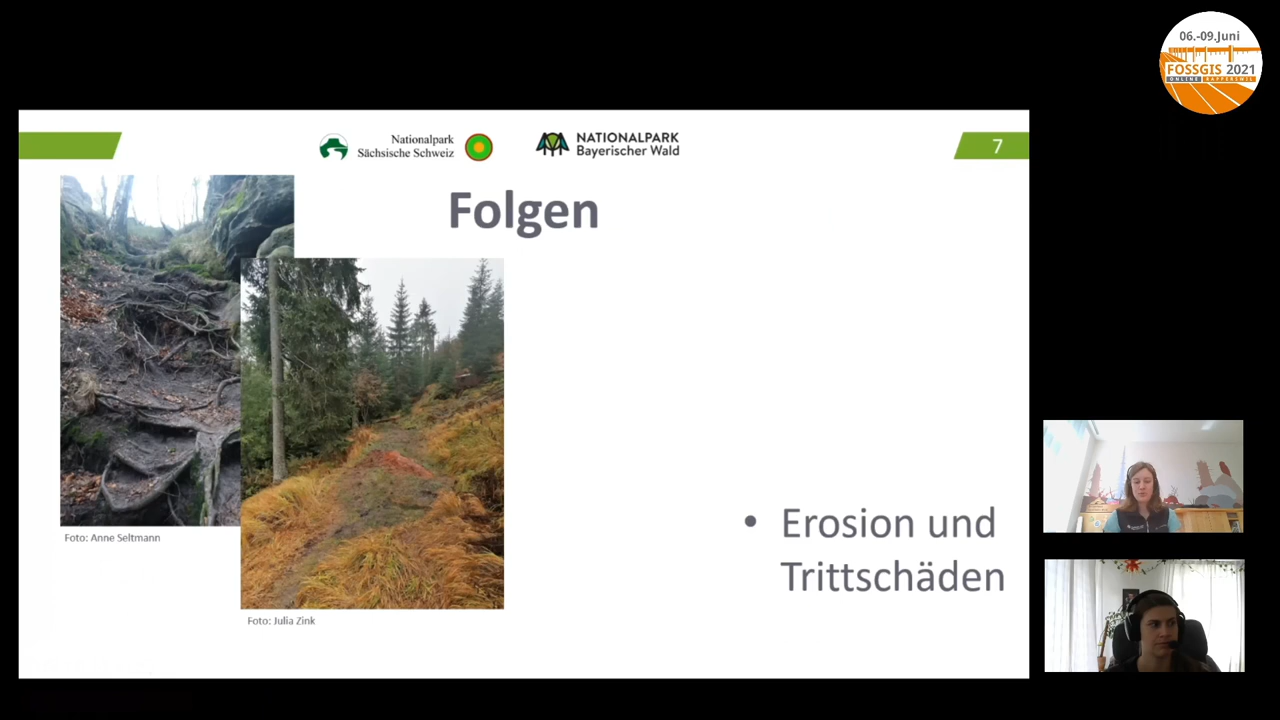 06.-09.Juni
FOSSGIS 2021
ONLINE RAPPERSWIL
Nationalpark
Sächsische Schweiz
NATIONALPARK
Bayerischer Wald
7
Folgen
• Erosion und
Trittschäden
Foto: Anne Seltmann
Foto: Julia Zink